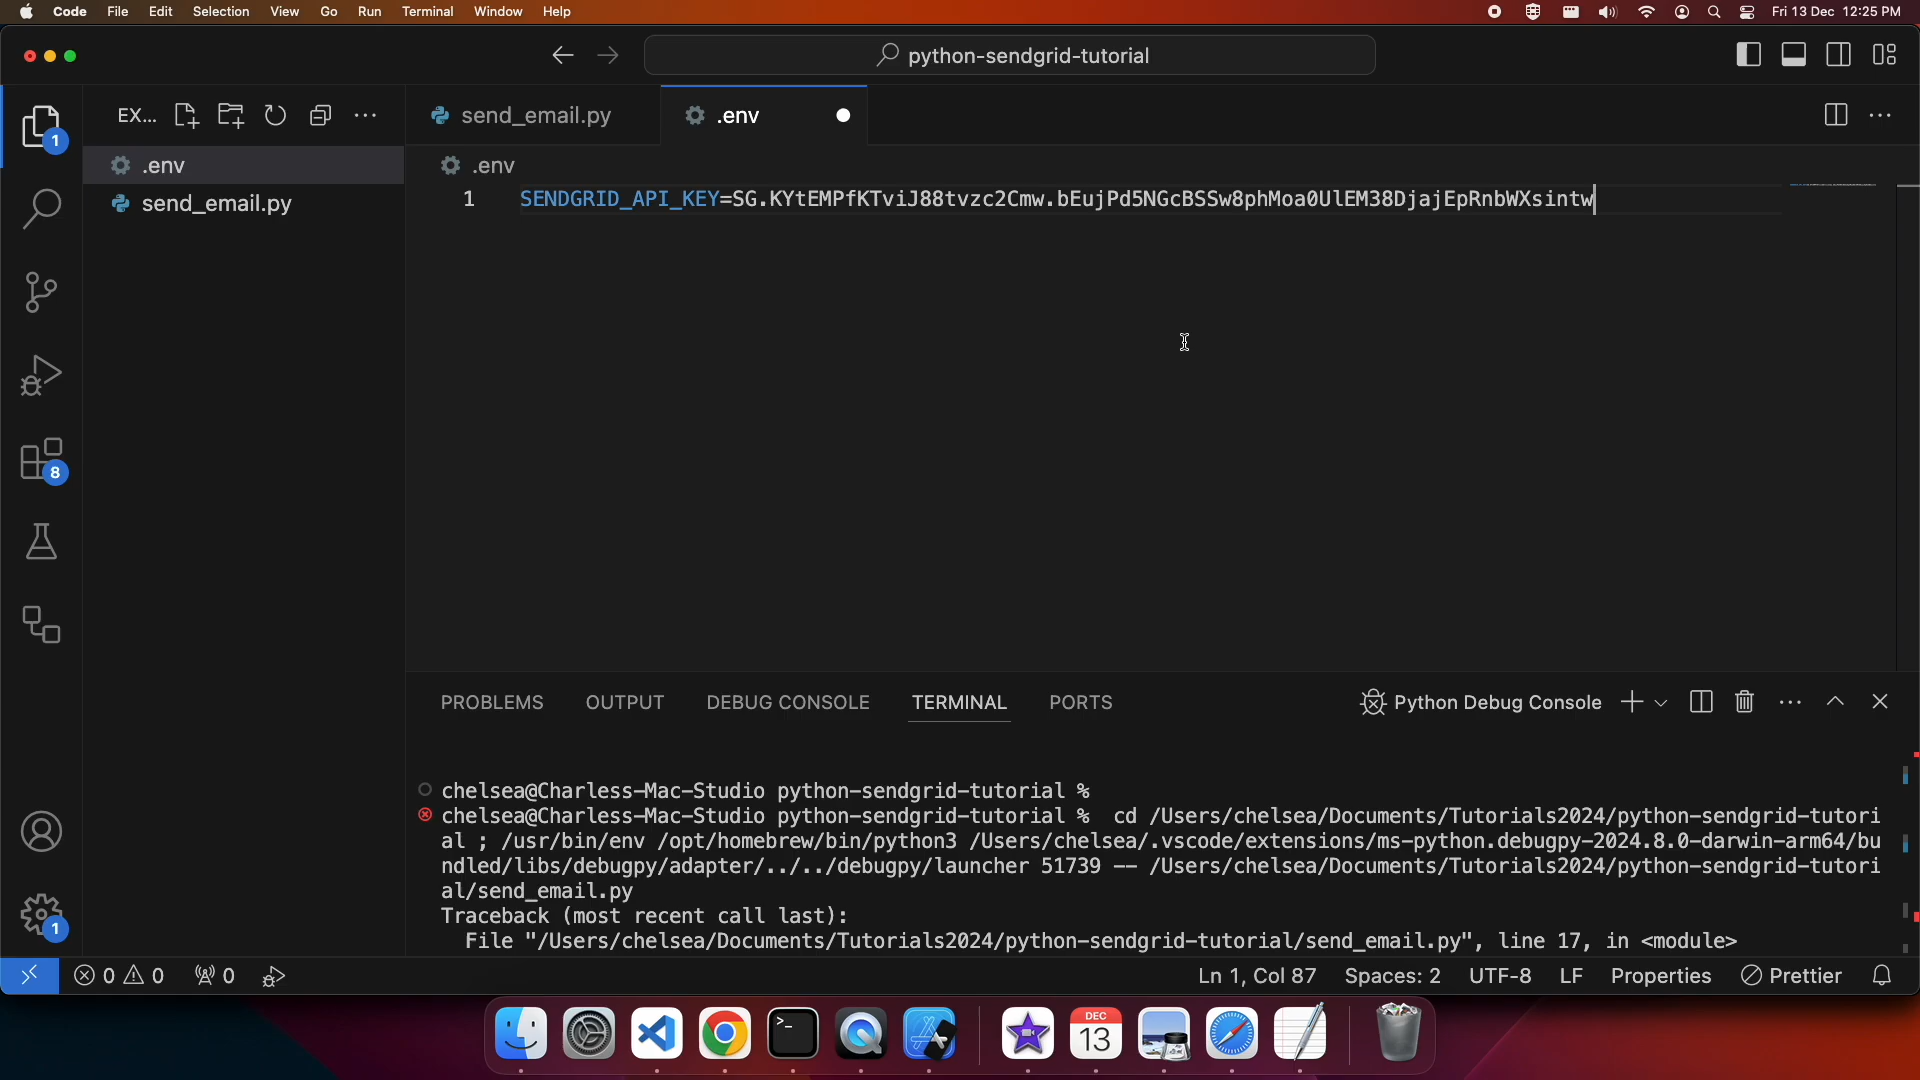 Code File Edit Selection View Go Run Terminal Window Help Fri 13 Dec 12:25 PM
python-sendgrid-tutorial
EX... send_email.py .env
1
.env
.env
1 SENDGRID_API_KEY=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
send_email.py
8
PROBLEMS OUTPUT DEBUG CONSOLE TERMINAL PORTS Python Debug Console
chelsea@Charless-Mac-Studio python-sendgrid-tutorial %
chelsea@Charless-Mac-Studio python-sendgrid-tutorial % cd /Users/chelsea/Documents/Tutorials2024/python-sendgrid-tutori
al ; /usr/bin/env /opt/homebrew/bin/python3 /Users/chelsea/.vscode/extensions/ms-python.debugpy-2024.8.0-darwin-arm64/bu
ndled/libs/debugpy/adapter/../../debugpy/launcher 51739 -- /Users/chelsea/Documents/Tutorials2024/python-sendgrid-tutori
al/send_email.py
Traceback (most recent call last):
File "/Users/chelsea/Documents/Tutorials2024/python-sendgrid-tutorial/send_email.py", line 17, in <module>
1
0 0 0 Ln 1, Col 87 Spaces: 2 UTF-8 LF Properties Prettier
DEC
13